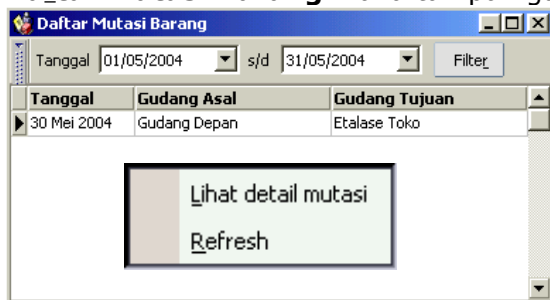 Daftar Mutasi Barang
Tanggal 01/05/2004 s/d 31/05/2004 Filter
Tanggal Gudang Asal Gudang Tujuan
30 Mei 2004 Gudang Depan Etalase Toko
Lihat detail mutasi
Refresh